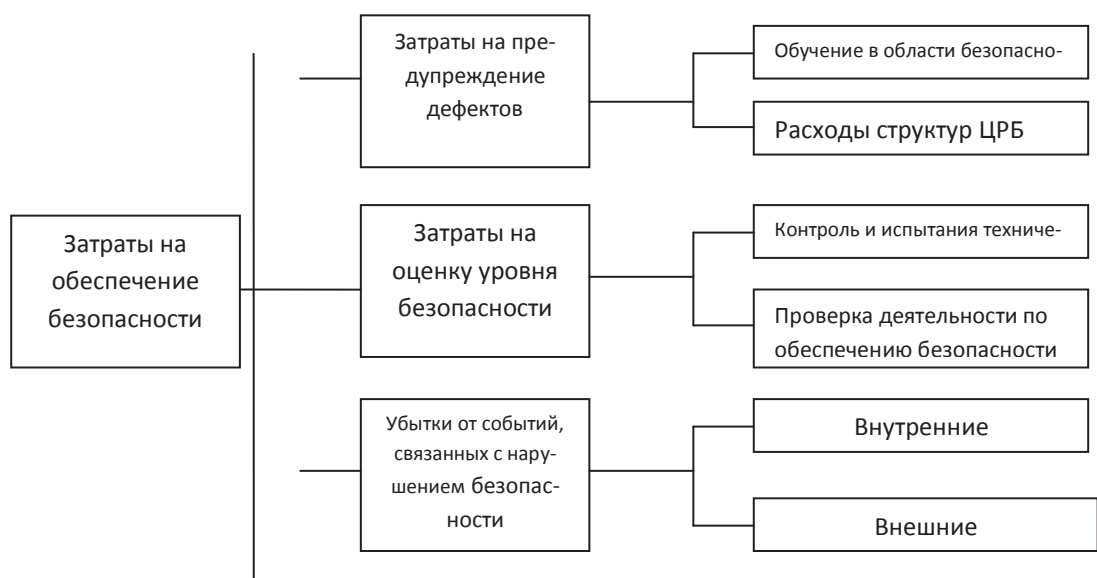 Затраты на пре-
дупреждение
дефектов
Обучение в области безопасно-
Расходы структур ЦРБ
Затраты на
обеспечение
безопасности
Затраты на
оценку уровня
безопасности
Контроль и испытания техниче-
Проверка деятельности по
обеспечению безопасности
Убытки от событий,
связанных с нару-
шением безопас-
ности
Внутренние
Внешние